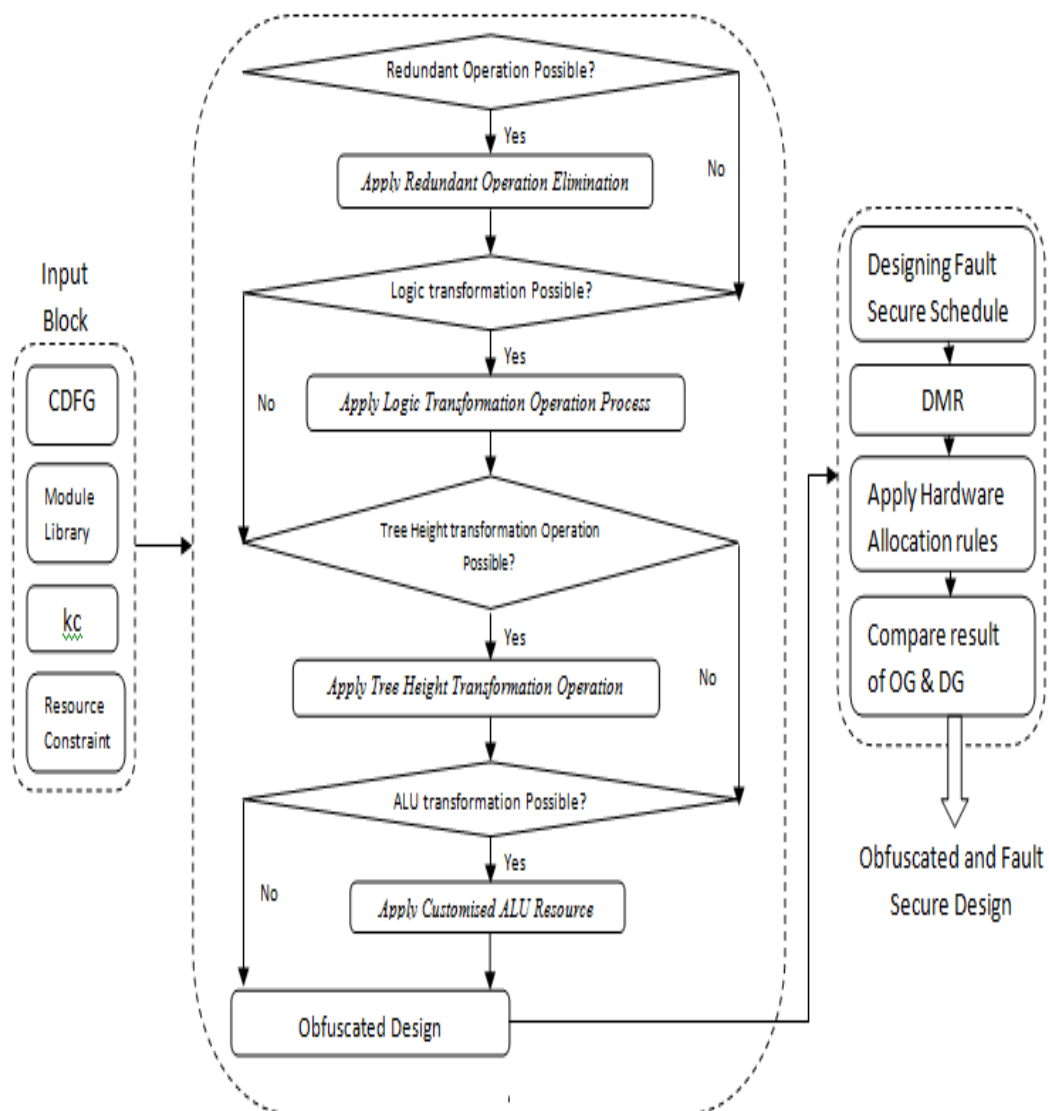 Input
Block
CDFG
Module
Library
kc
Resource
Constraint
Redundant Operation Possible?
Yes
No
Apply Redundant Operation Elimination
Logic transformation Possible?
Yes
No
Apply Logic Transformation Operation Process
Tree Height transformation Operation
Possible?
Yes
No
Apply Tree Height Transformation Operation
ALU transformation Possible?
Yes
No
Apply Customised ALU Resource
Obfuscated Design
Designing Fault
Secure Schedule
DMR
Apply Hardware
Allocation rules
Compare result
of OG & DG
Obfuscated and Fault
Secure Design